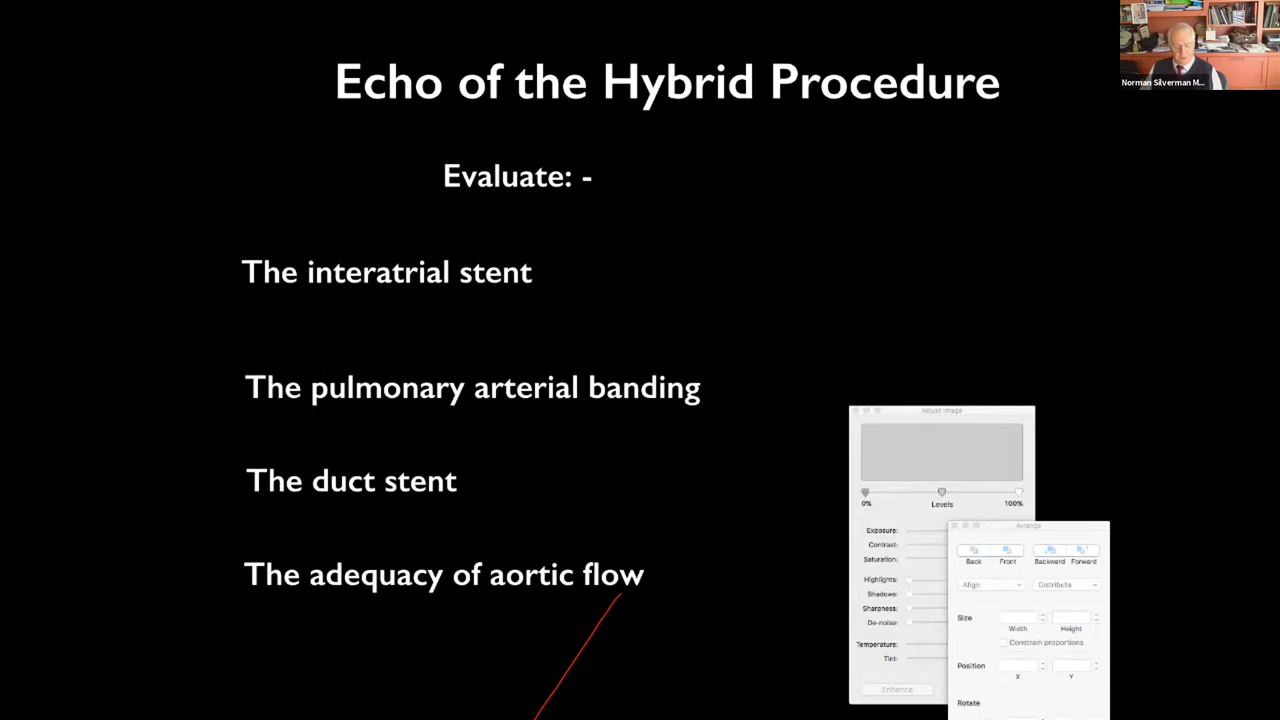 Echo of the Hybrid Procedure
Norman Silverman M...
Evaluate: -
The interatrial stent
The pulmonary arterial banding
The duct stent
The adequacy of aortic flow
Adjust Image
0% Levels 100%
Exposure:
Contrast:
Saturation:
Highlights:
Shadows:
Sharpness:
De-noise:
Temperature:
Tint:
Enhance
Arrange
Back Front Backward Forward
Align Distribute
Size
Width Height
Constrain proportions
Position
X Y
Rotate